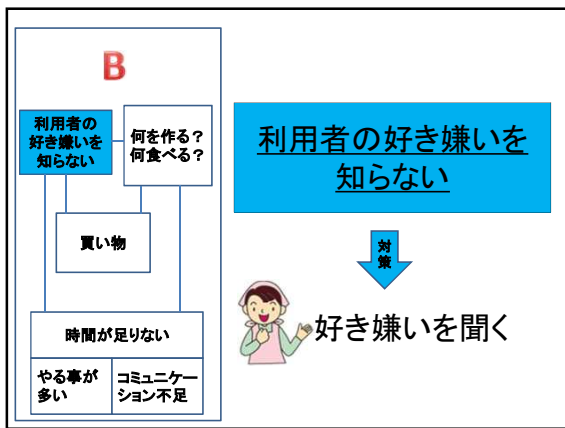 B
利用者の
好き嫌いを
知らない
何を作る？
何食べる？
買い物
時間が足りない
やる事が
多い
コミュニケー
ション不足
利用者の好き嫌いを
知らない
対
策
好き嫌いを聞く